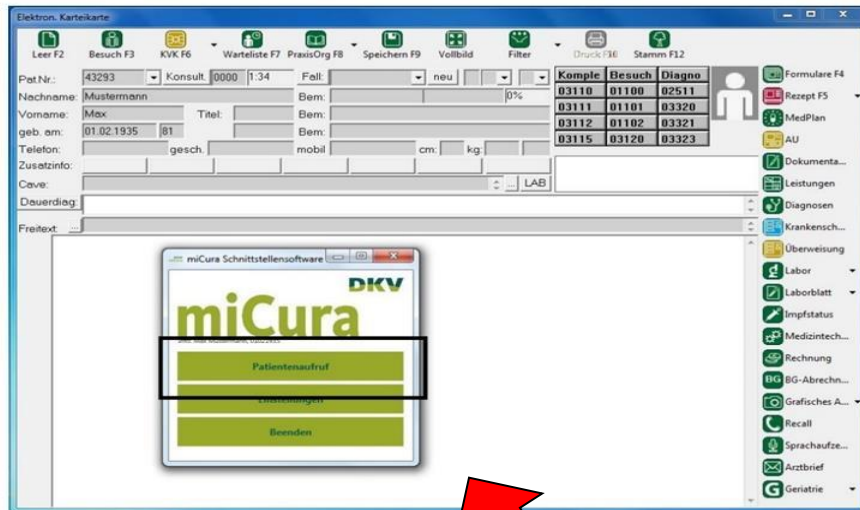 Elektron. Karteikarte
Leer F2 Besuch F3 KVK F6 Warteliste F7 PraxisOrg F8 Speichern F9 Vollbild Filter Druck F10 Stamm F12
Pat.Nr.: 43293 Konsult. 0000 1:34 Fall: neu
Nachname: Mustermann Bem: 0%
Vorname: Max Titel: Bem:
geb. am: 01.02.1935 81 Bem:
Telefon: gesch. mobil cm: kg:
Zusatzinfo:
Cave: ... LAB
Dauerdiag:
Freitext: ...
Komple Besuch Diagno
03110 01100 02511
03111 01101 03320
03112 01102 03321
03115 03120 03323
Formulare F4
Rezept F5
MedPlan
AU
Dokumenta...
Leistungen
Diagnosen
Krankensch...
Überweisung
Labor
Laborblatt
Impfstatus
Medizintech...
Rechnung
BG BG-Abrechn...
Grafisches A...
Recall
Sprachaufze...
Arztbrief
G Geriatrie
miCura Schnittstellensoftware
DKV
miCura
Patientenaufruf
Einstellungen
Beenden